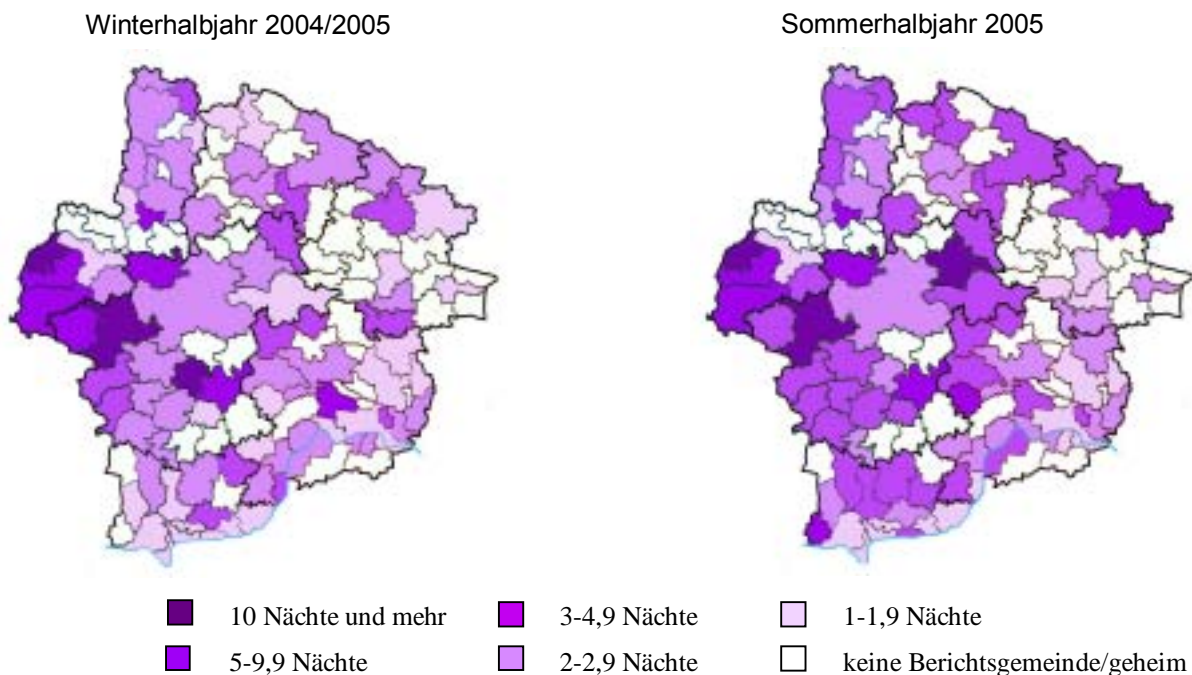 Winterhalbjahr 2004/2005
Sommerhalbjahr 2005
10 Nächte und mehr
3-4,9 Nächte
1-1,9 Nächte
5-9,9 Nächte
2-2,9 Nächte
keine Berichtsgemeinde/geheim